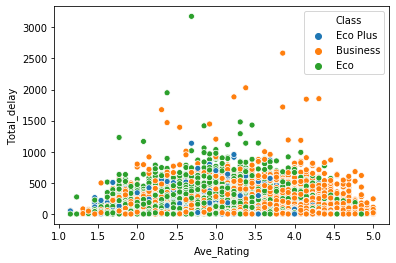 Class
Eco Plus
Business
Eco
Total_delay
3000
2500
2000
1500
1000
500
0
1.0 1.5 2.0 2.5 3.0 3.5 4.0 4.5 5.0
Ave_Rating